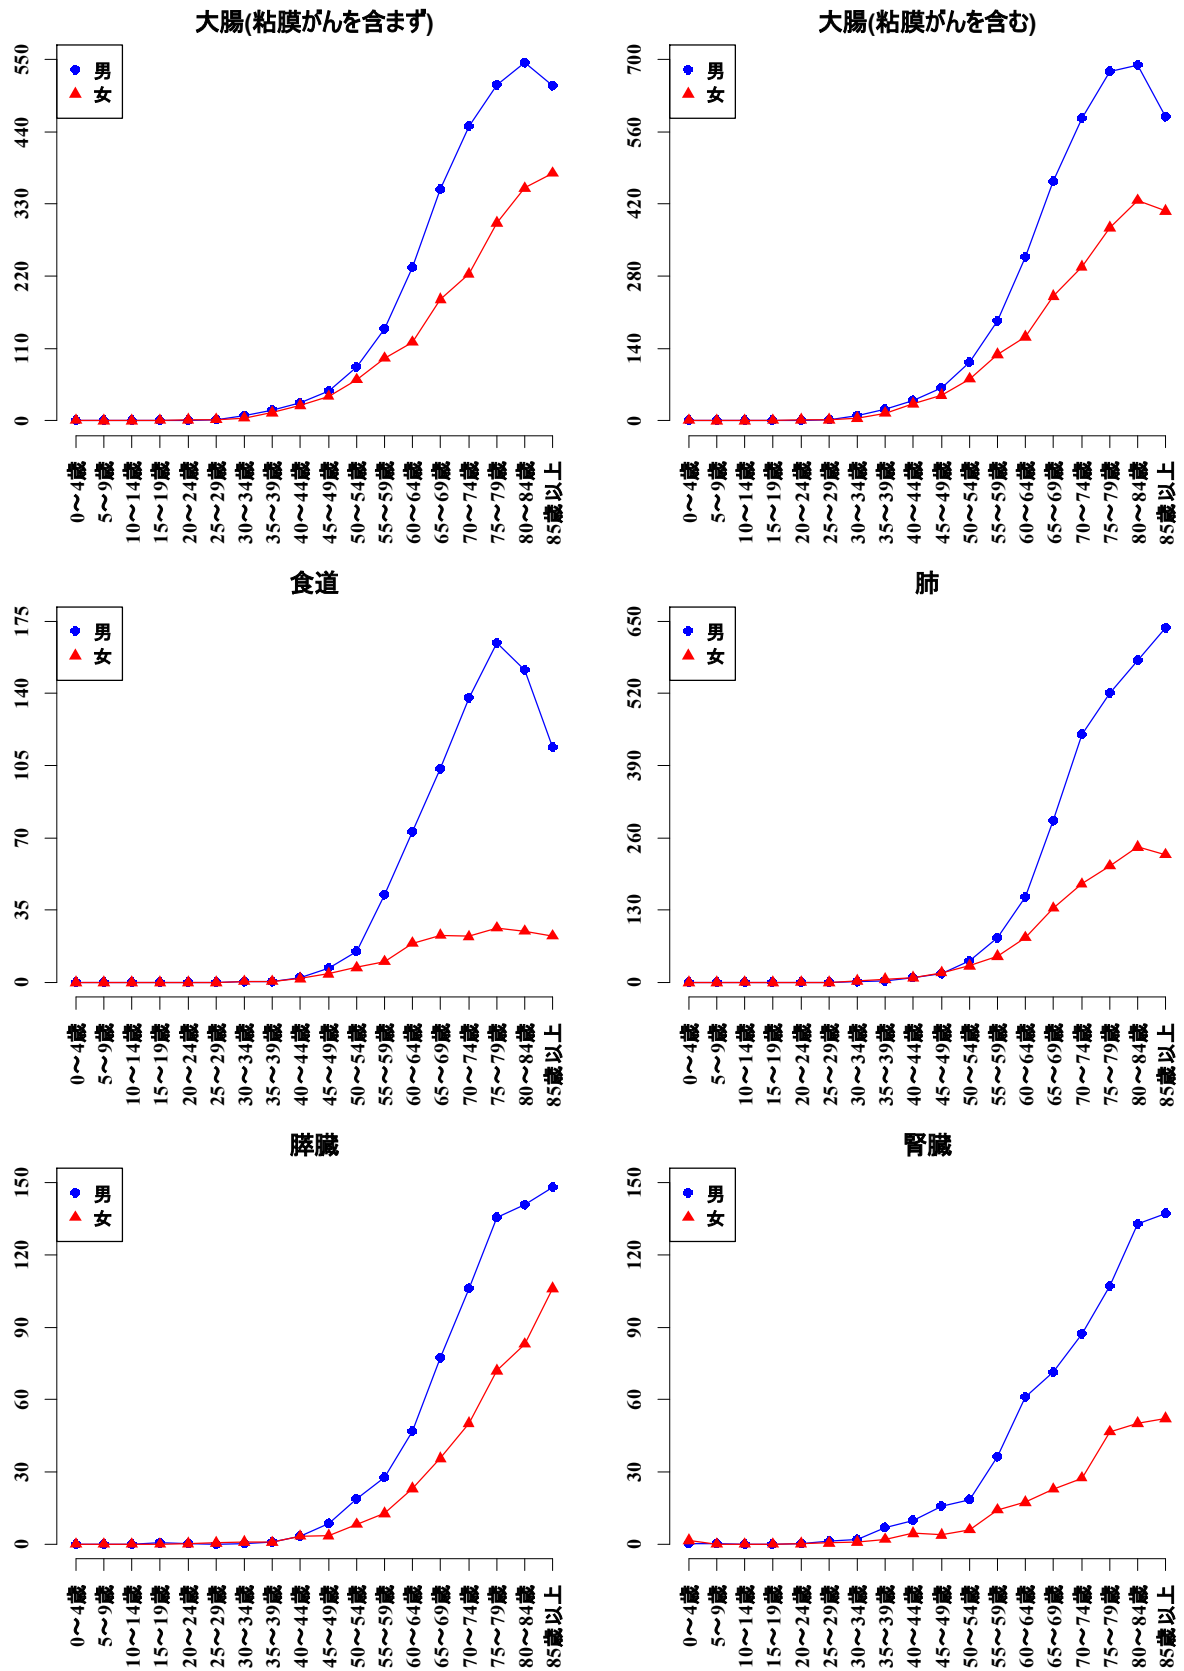 大腸(粘膜がんを含まず)
550
440
330
220
110
0
男
女
0〜4歳
5〜9歳
10〜14歳
15〜19歳
20〜24歳
25〜29歳
30〜34歳
35〜39歳
40〜44歳
45〜49歳
50〜54歳
55〜59歳
60〜64歳
65〜69歳
70〜74歳
75〜79歳
80〜84歳
85歳以上
大腸(粘膜がんを含む)
700
560
420
280
140
0
男
女
0〜4歳
5〜9歳
10〜14歳
15〜19歳
20〜24歳
25〜29歳
30〜34歳
35〜39歳
40〜44歳
45〜49歳
50〜54歳
55〜59歳
60〜64歳
65〜69歳
70〜74歳
75〜79歳
80〜84歳
85歳以上
食道
175
140
105
70
35
0
男
女
0〜4歳
5〜9歳
10〜14歳
15〜19歳
20〜24歳
25〜29歳
30〜34歳
35〜39歳
40〜44歳
45〜49歳
50〜54歳
55〜59歳
60〜64歳
65〜69歳
70〜74歳
75〜79歳
80〜84歳
85歳以上
肺
650
520
390
260
130
0
男
女
0〜4歳
5〜9歳
10〜14歳
15〜19歳
20〜24歳
25〜29歳
30〜34歳
35〜39歳
40〜44歳
45〜49歳
50〜54歳
55〜59歳
60〜64歳
65〜69歳
70〜74歳
75〜79歳
80〜84歳
85歳以上
膵臓
150
120
90
60
30
0
男
女
0〜4歳
5〜9歳
10〜14歳
15〜19歳
20〜24歳
25〜29歳
30〜34歳
35〜39歳
40〜44歳
45〜49歳
50〜54歳
55〜59歳
60〜64歳
65〜69歳
70〜74歳
75〜79歳
80〜84歳
85歳以上
腎臓
150
120
90
60
30
0
男
女
0〜4歳
5〜9歳
10〜14歳
15〜19歳
20〜24歳
25〜29歳
30〜34歳
35〜39歳
40〜44歳
45〜49歳
50〜54歳
55〜59歳
60〜64歳
65〜69歳
70〜74歳
75〜79歳
80〜84歳
85歳以上